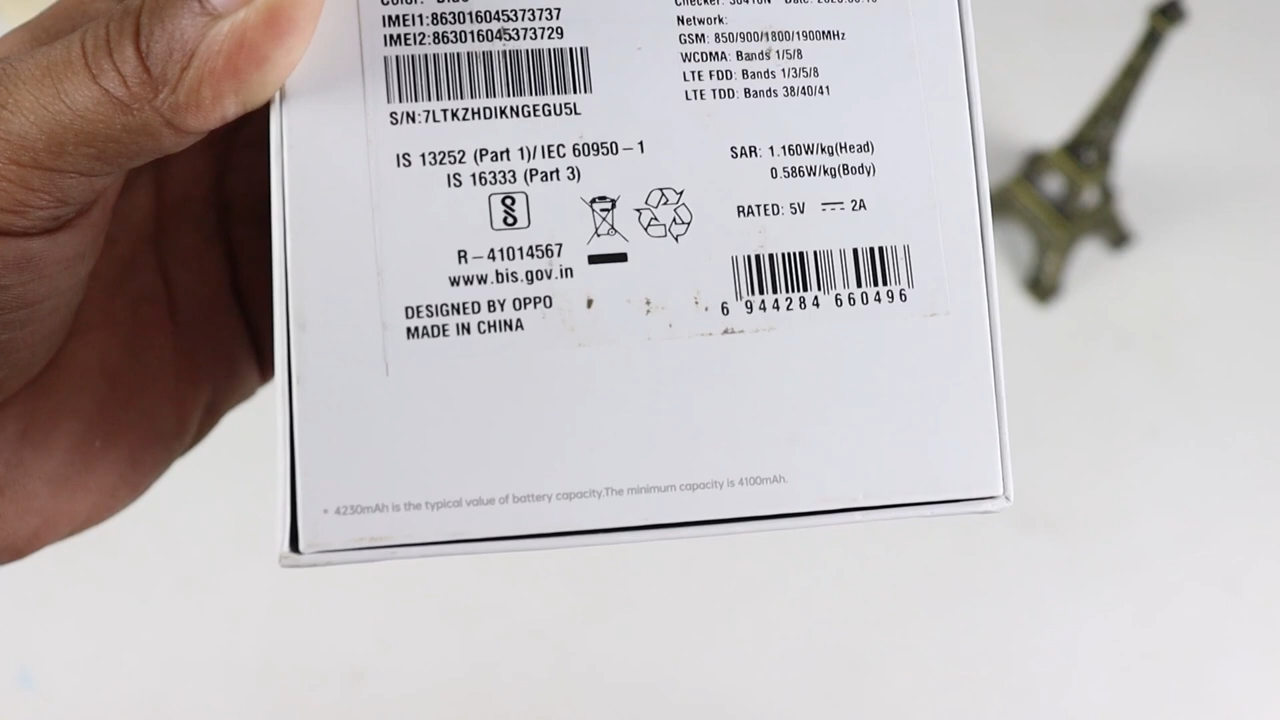 IMEI1:863016045373737
IMEI2:863016045373729
S/N:7LTKZHDIKNGEGU5L
IS 13252 (Part 1)/ IEC 60950-1
IS 16333 (Part 3)
R-41014567
www.bis.gov.in
DESIGNED BY OPPO
MADE IN CHINA
Network:
GSM: 850/900/1800/1900MHz
WCDMA: Bands 1/5/8
LTE FDD: Bands 1/3/5/8
LTE TDD: Bands 38/40/41
SAR: 1.160W/kg(Head)
0.586W/kg(Body)
RATED: 5V ⎓ 2A
6 944284 660496
* 4230mAh is the typical value of battery capacity.The minimum capacity is 4100mAh.